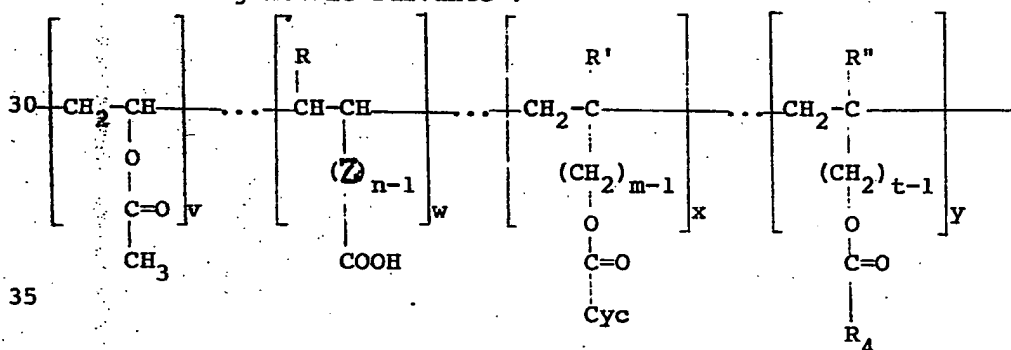 R R' R"
30 CH2-CH ... CH-CH ... CH2-C ... CH2-C
O (Z)n-1 (CH2)m-1 (CH2)t-1
C=O v w x y
CH3 COOH O O
35 C=O C=O
Cyc R4